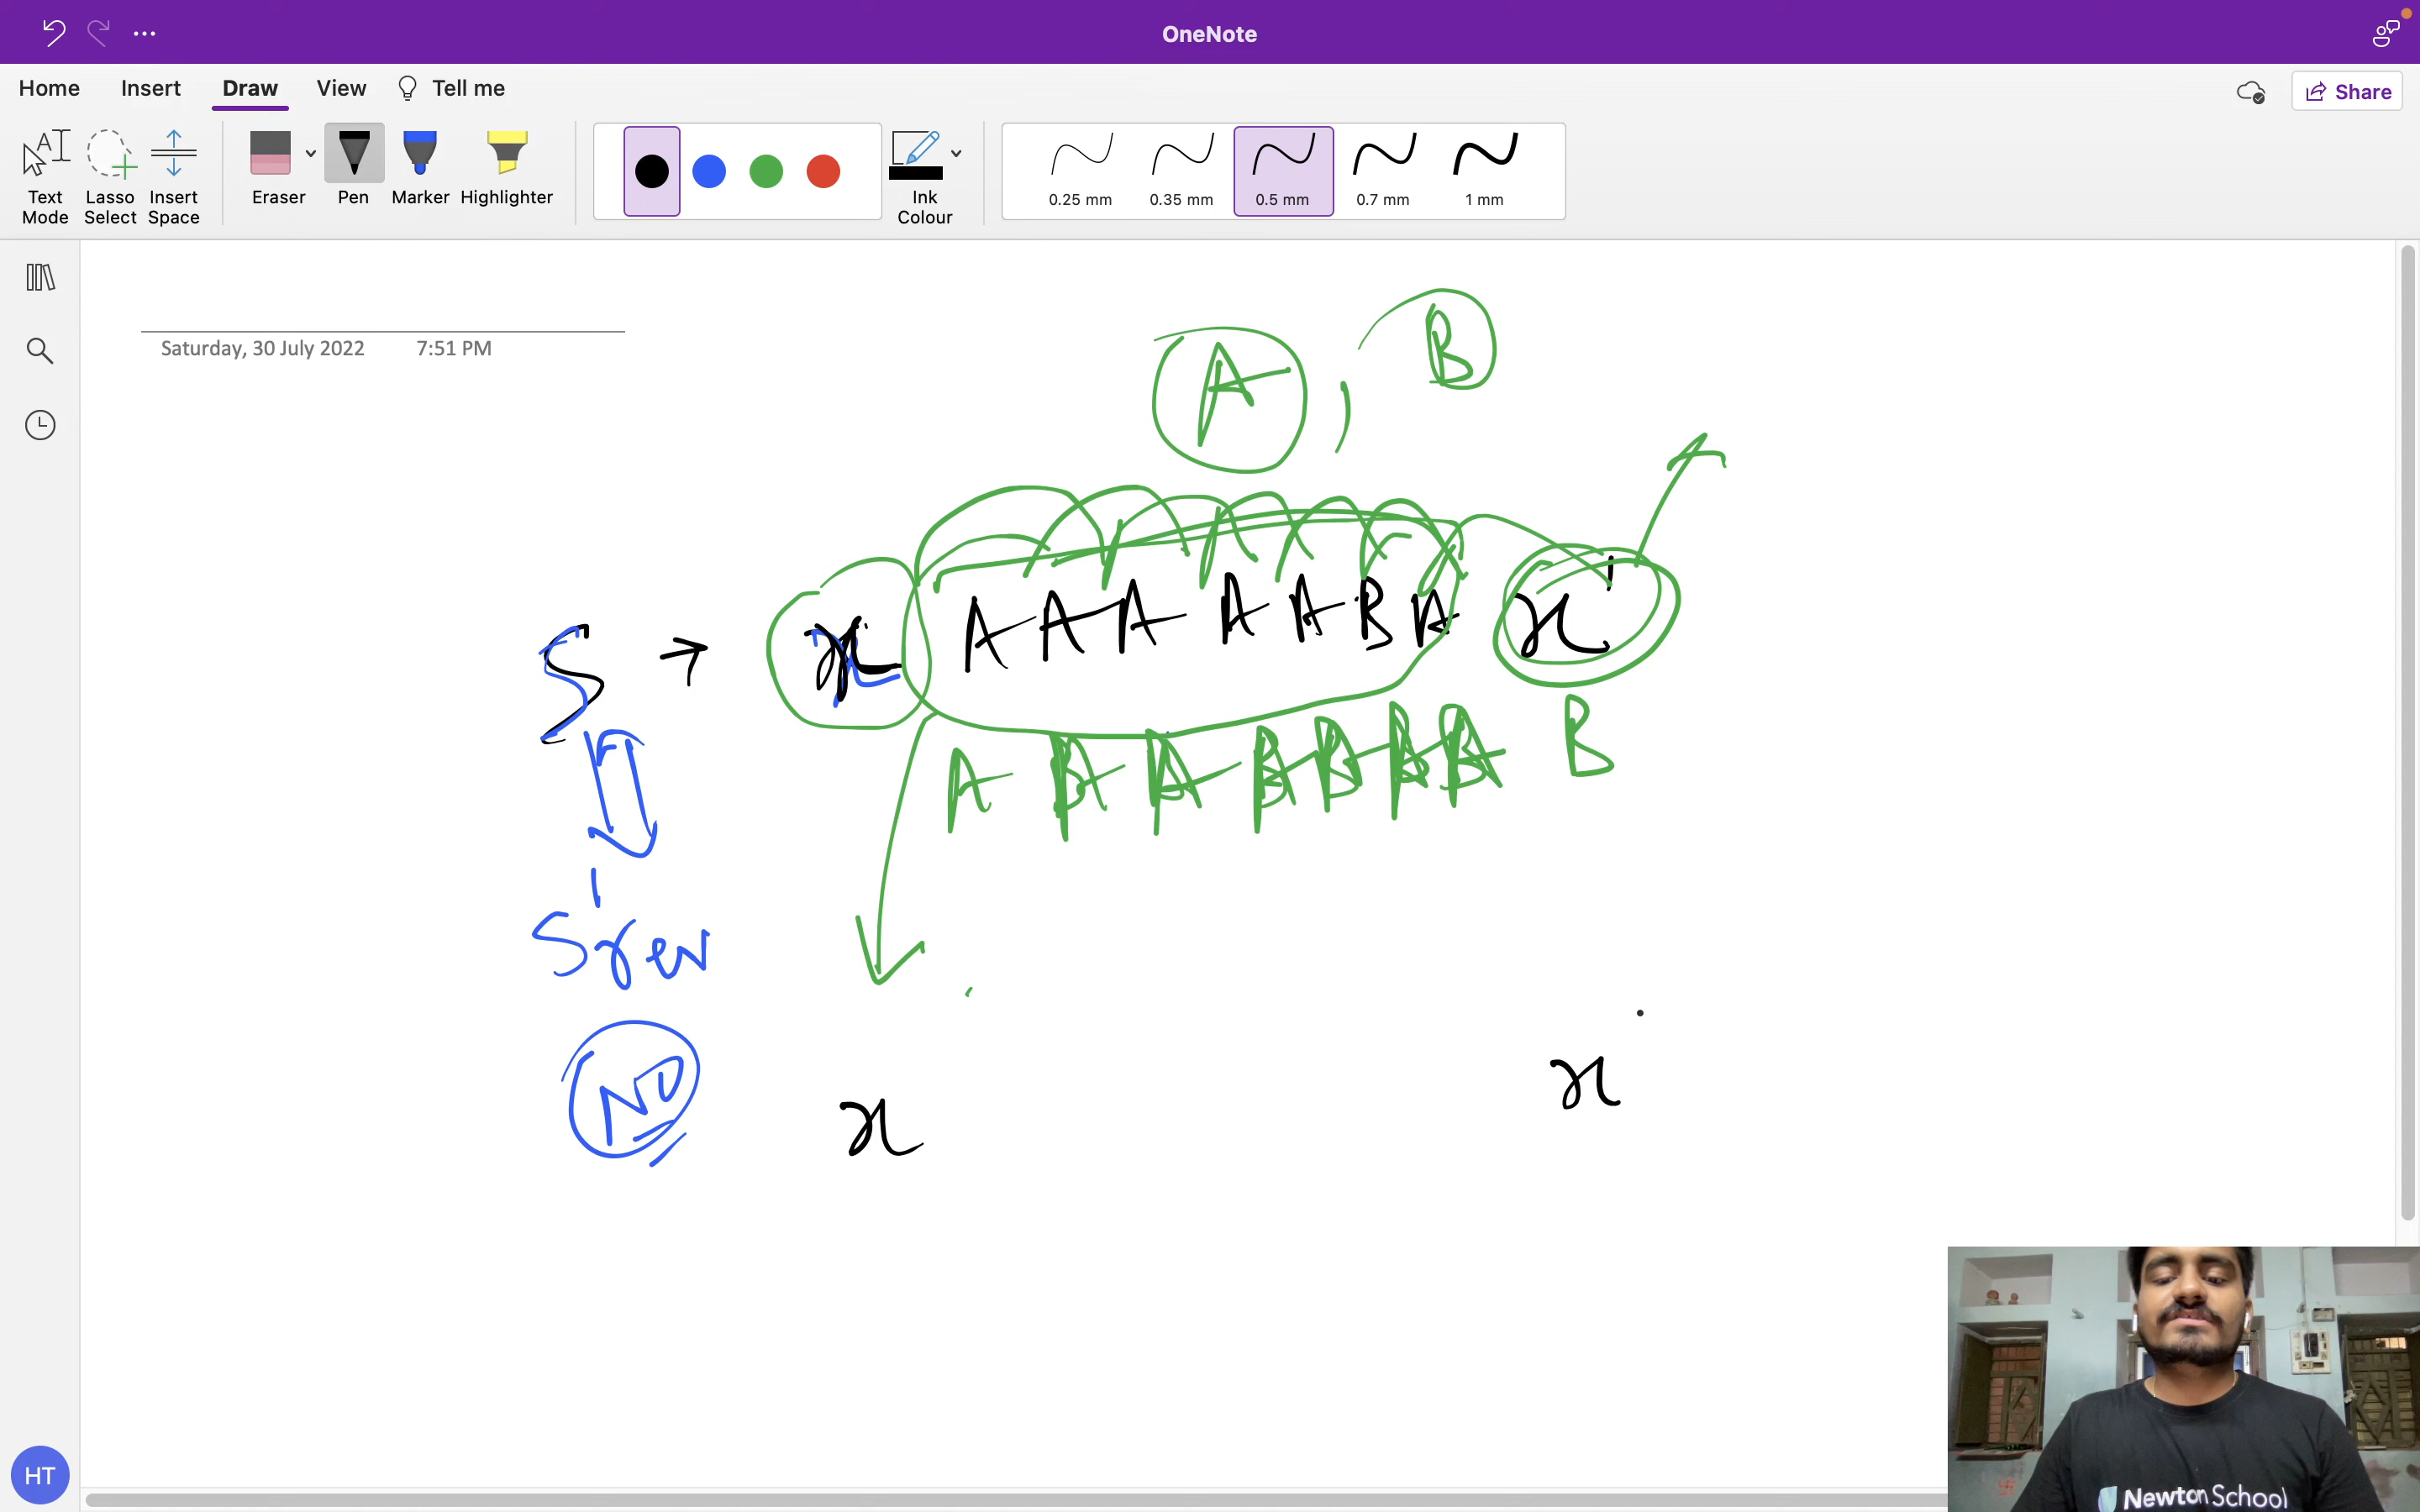 OneNote
Home Insert Draw View Tell me Share
Text Mode Lasso Select Insert Space Eraser Pen Marker Highlighter Ink Colour 0.25 mm 0.35 mm 0.5 mm 0.7 mm 1 mm
Saturday, 30 July 2022 7:51 PM
A , B
S → x A A A A A B A x'
B
S'rev
NO
x x
HT
Newton School